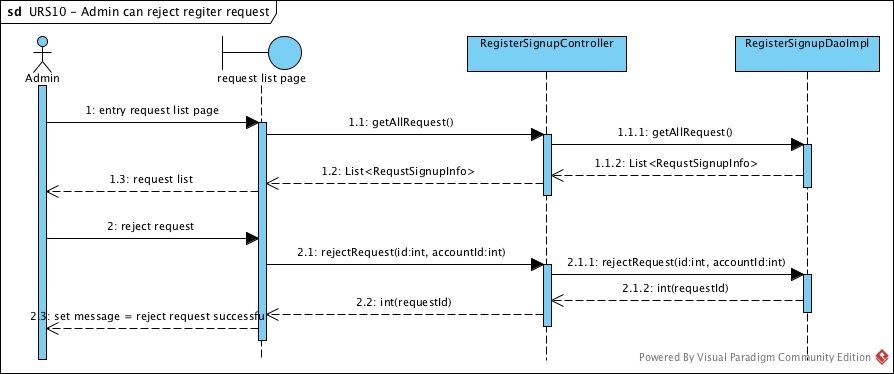 sd URS10 - Admin can reject regiter request
RegisterSignupController
RegisterSignupDaoImpl
Admin
request list page
1: entry request list page
1.1: getAllRequest()
1.1.1: getAllRequest()
1.1.2: List<RequstSignupInfo>
1.2: List<RequstSignupInfo>
1.3: request list
2: reject request
2.1: rejectRequest(id:int, accountId:int)
2.1.1: rejectRequest(id:int, accountId:int)
2.1.2: int(requestId)
2.2: int(requestId)
2.3: set message = reject request successfu
Powered By Visual Paradigm Community Edition